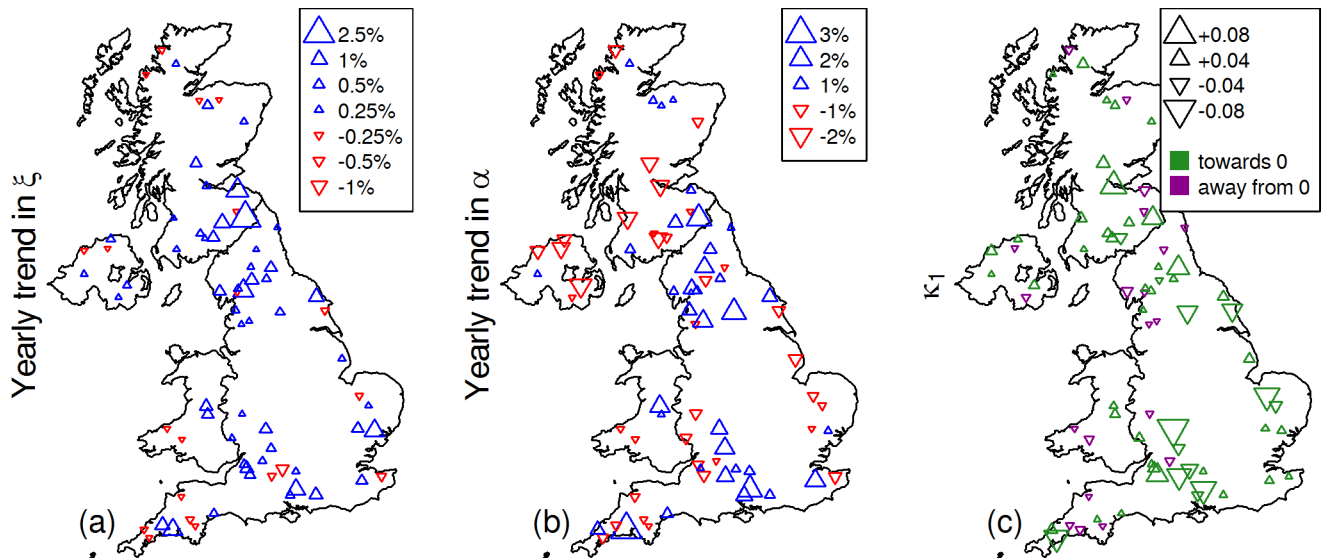 Yearly trend in ξ
2.5%
1%
0.5%
0.25%
-0.25%
-0.5%
-1%
(a)
Yearly trend in α
3%
2%
1%
-1%
-2%
(b)
κ1
+0.08
+0.04
-0.04
-0.08
towards 0
away from 0
(c)